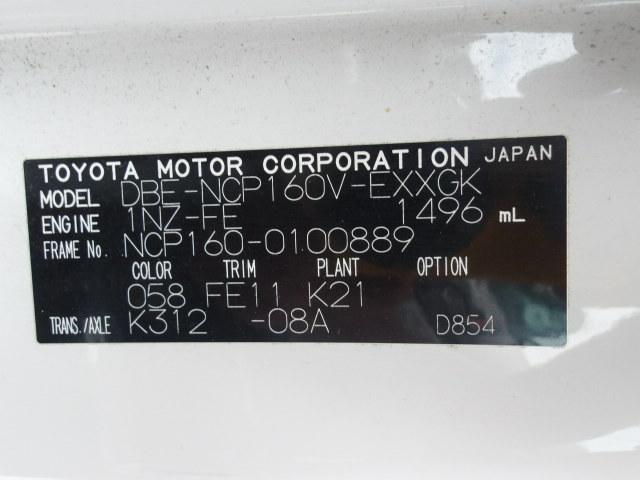 TOYOTA MOTOR CORPORATION JAPAN
MODEL DBE-NCP160V-EXXGK
ENGINE 1NZ-FE 1496 mL
FRAME No. NCP160-0100889
COLOR TRIM PLANT OPTION
058 FE11 K21
TRANS./AXLE K312 -08A D854